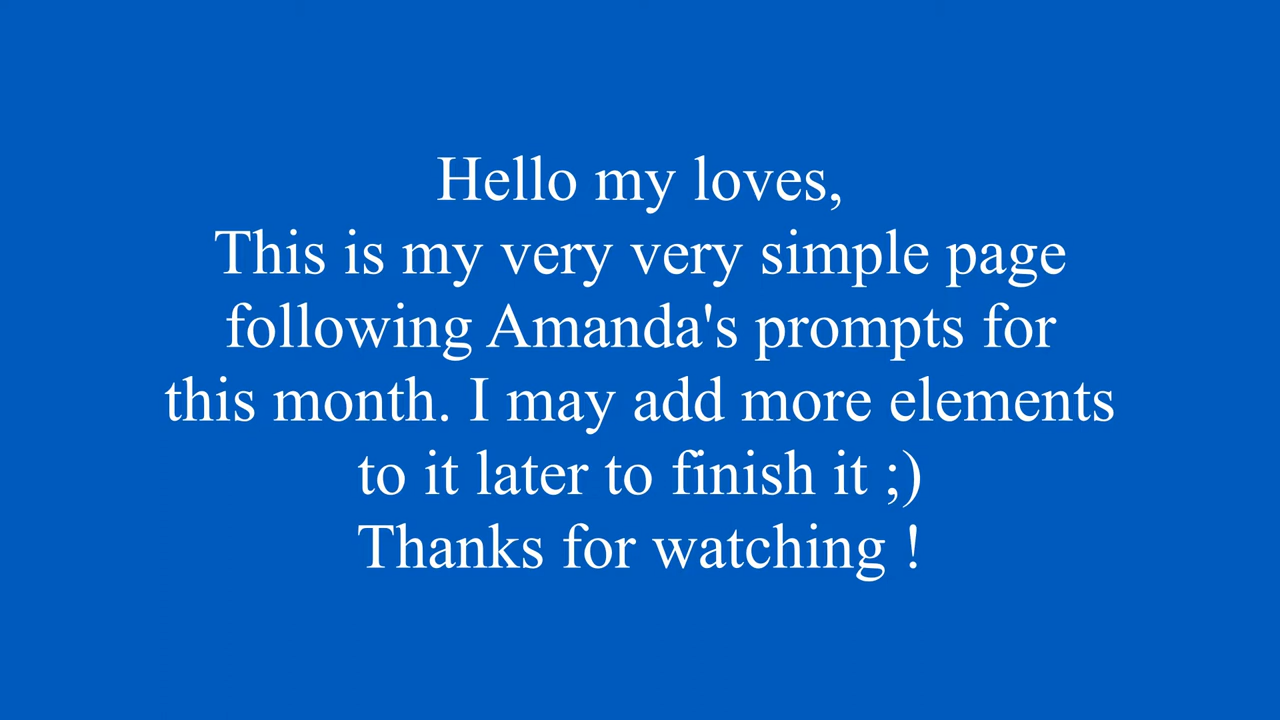 Hello my loves,
This is my very very simple page
following Amanda's prompts for
this month. I may add more elements
to it later to finish it ;)
Thanks for watching !